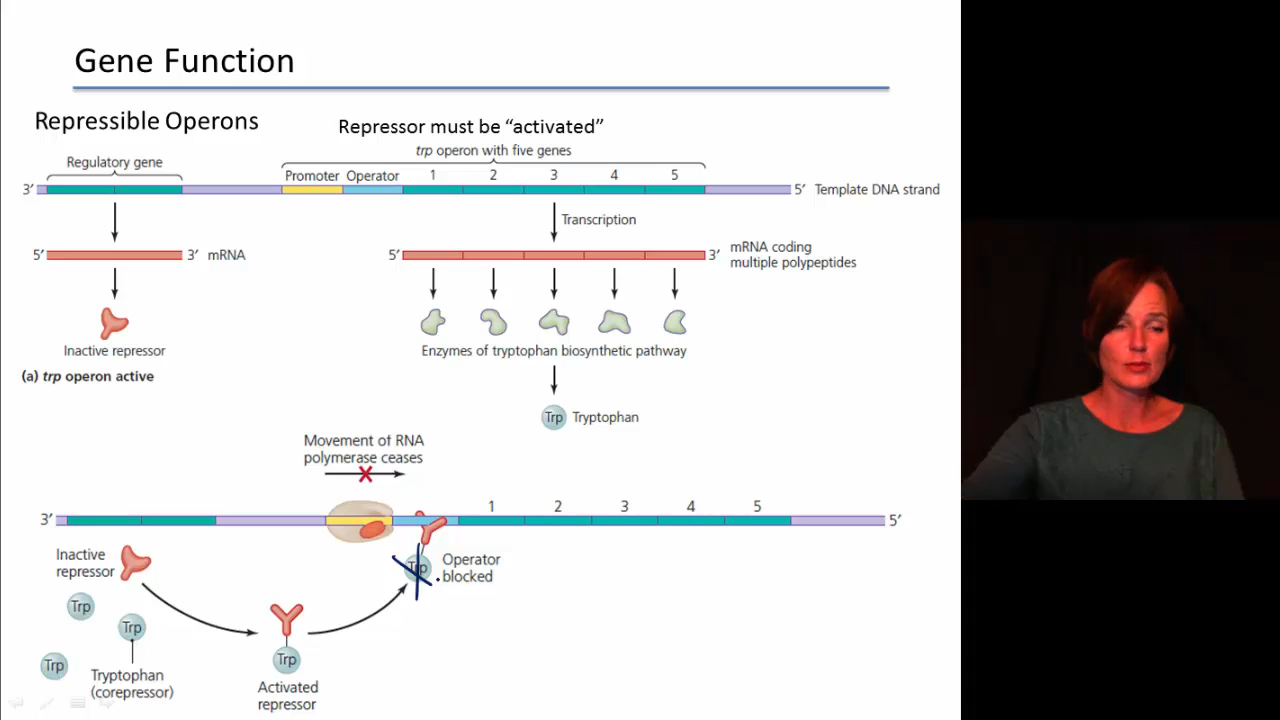 Gene Function
Repressible Operons
Repressor must be “activated”
trp operon with five genes
Regulatory gene
Promoter Operator 1 2 3 4 5
3′ 5′ Template DNA strand
Transcription
5′ 3′ mRNA
5′ 3′ mRNA coding
multiple polypeptides
Inactive repressor
Enzymes of tryptophan biosynthetic pathway
(a) trp operon active
Trp Tryptophan
Movement of RNA
polymerase ceases
1 2 3 4 5
3′ 5′
Inactive
repressor
Trp
Operator
blocked
Trp
Trp
Trp
Trp
Tryptophan
(corepressor)
Activated
repressor